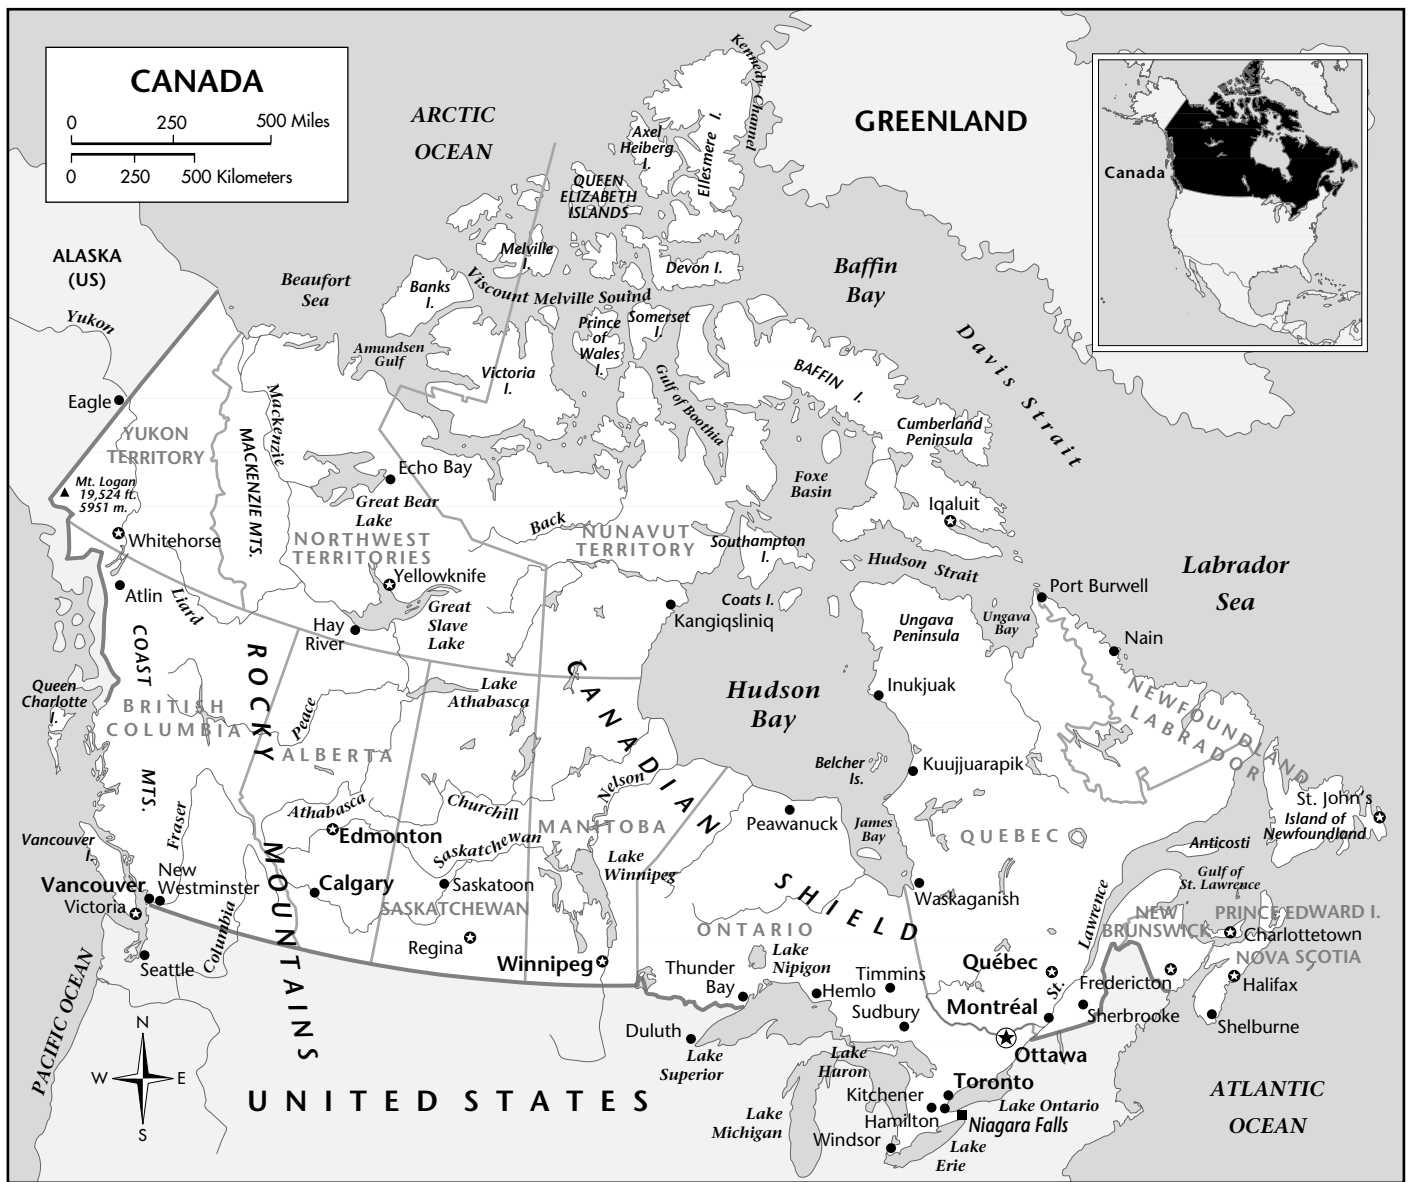 CANADA
0 250 500 Miles
0 250 500 Kilometers
ARCTIC
OCEAN
GREENLAND
Kennedy Channel
Axel
Heiberg
I.
Ellesmere I.
QUEEN
ELIZABETH
ISLANDS
Canada
ALASKA
(US)
Beaufort
Sea
Melville
I.
Devon I.
Baffin
Bay
Banks
I.
Viscount Melville Souind
Yukon
Amundsen
Gulf
Prince
of
Wales
I.
Somerset
I.
Davis Strait
Victoria
I.
Gulf of Boothia
BAFFIN I.
Eagle
Mackenzie
MACKENZIE MTS.
YUKON
TERRITORY
Cumberland
Peninsula
Mt. Logan
19,524 ft.
5951 m.
Echo Bay
Great Bear
Lake
Foxe
Basin
Iqaluit
Whitehorse
NORTHWEST
TERRITORIES
Back
NUNAVUT
TERRITORY
Southampton
I.
Hudson Strait
Labrador
Sea
Atlin
Liard
Yellowknife
Great
Slave
Lake
Hay
River
Coats I.
Kangiqsliniq
Ungava
Peninsula
Ungava
Bay
Port Burwell
Nain
COAST
MTS.
ROCKY
MOUNTAINS
CANADIAN
SHIELD
Queen
Charlotte
I.
BRITISH
COLUMBIA
Peace
ALBERTA
Lake
Athabasca
Hudson
Bay
Inukjuak
NEWFOUNDLAND
LABRADOR
Belcher
Is.
Kuujjuarapik
Athabasca
Churchill
Nelson
Edmonton
Saskatchewan
MANITOBA
Peawanuck
James
Bay
QUEBEC
St. John's
Island of
Newfoundland
Anticosti
Vancouver
I.
Fraser
Lake
Winnipeg
Gulf of
St. Lawrence
Vancouver
New
Westminster
Victoria
Calgary
Saskatoon
SASKATCHEWAN
Waskaganish
St. Lawrence
NEW
BRUNSWICK
PRINCE EDWARD I.
Charlottetown
NOVA SCOTIA
Columbia
Regina
Winnipeg
ONTARIO
Lake
Nipigon
Québec
Seattle
Thunder
Bay
Hemlo
Timmins
Montréal
Fredericton
Halifax
PACIFIC OCEAN
Sudbury
Sherbrooke
Shelburne
N
W E
S
Duluth
Lake
Superior
Lake
Haron
Ottawa
UNITED STATES
Toronto
Kitchener
Lake Ontario
Hamilton
Niagara Falls
Lake
Michigan
Windsor
Lake
Erie
ATLANTIC
OCEAN